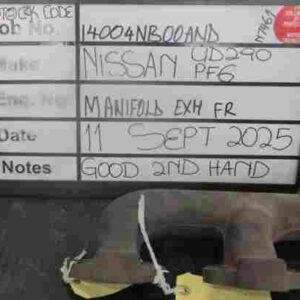 STOCK CODE
Job No. 14004NB00AND
Make NISSAN UD290 PF6
Eng. No MANIFOLD EXH FR
Date 11 SEPT 2025
Notes GOOD 2ND HAND